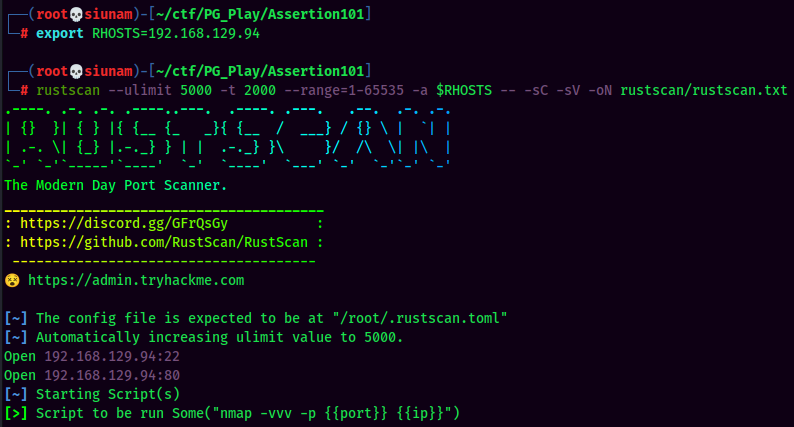 ┌──(root💀siunam)-[~/ctf/PG_Play/Assertion101]
└─# export RHOSTS=192.168.129.94
┌──(root💀siunam)-[~/ctf/PG_Play/Assertion101]
└─# rustscan --ulimit 5000 -t 2000 --range=1-65535 -a $RHOSTS -- -sC -sV -oN rustscan/rustscan.txt
.----. .-. .-. .----..---.  .----. .---.   .--.  .-. .-.
| {}  }| { } |{ {__ {_   _}{ {__  /  ___} / {} \ |  `| |
| .-. \| {_} |.-._} } | |  .-._} }\     }/  /\  \| |\  |
`-' `-'`-----'`----'  `-'  `----'  `---' `-'  `-'`-' `-'
The Modern Day Port Scanner.
________________________________________
: https://discord.gg/GFrQsGy           :
: https://github.com/RustScan/RustScan :
 --------------------------------------
😵 https://admin.tryhackme.com
[~] The config file is expected to be at "/root/.rustscan.toml"
[~] Automatically increasing ulimit value to 5000.
Open 192.168.129.94:22
Open 192.168.129.94:80
[~] Starting Script(s)
[>] Script to be run Some("nmap -vvv -p {{port}} {{ip}}")